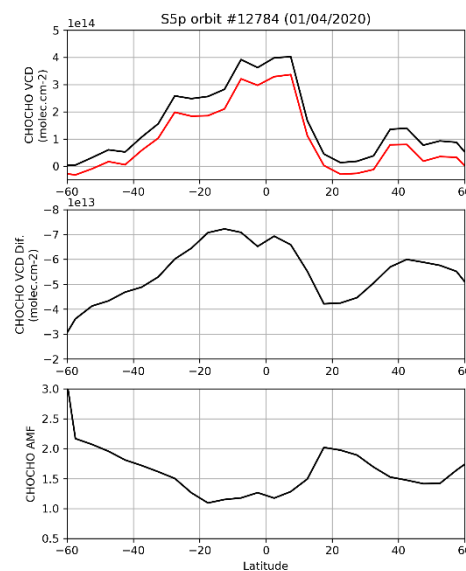 S5p orbit #12784 (01/04/2020)
1e14
CHOCHO VCD
(molec.cm-2)
5
4
3
2
1
0
−60 −40 −20 0 20 40 60
1e13
CHOCHO VCD Dif.
(molec.cm-2)
−8
−7
−6
−5
−4
−3
−2
−60 −40 −20 0 20 40 60
CHOCHO AMF
3.0
2.5
2.0
1.5
1.0
0.5
−60 −40 −20 0 20 40 60
Latitude